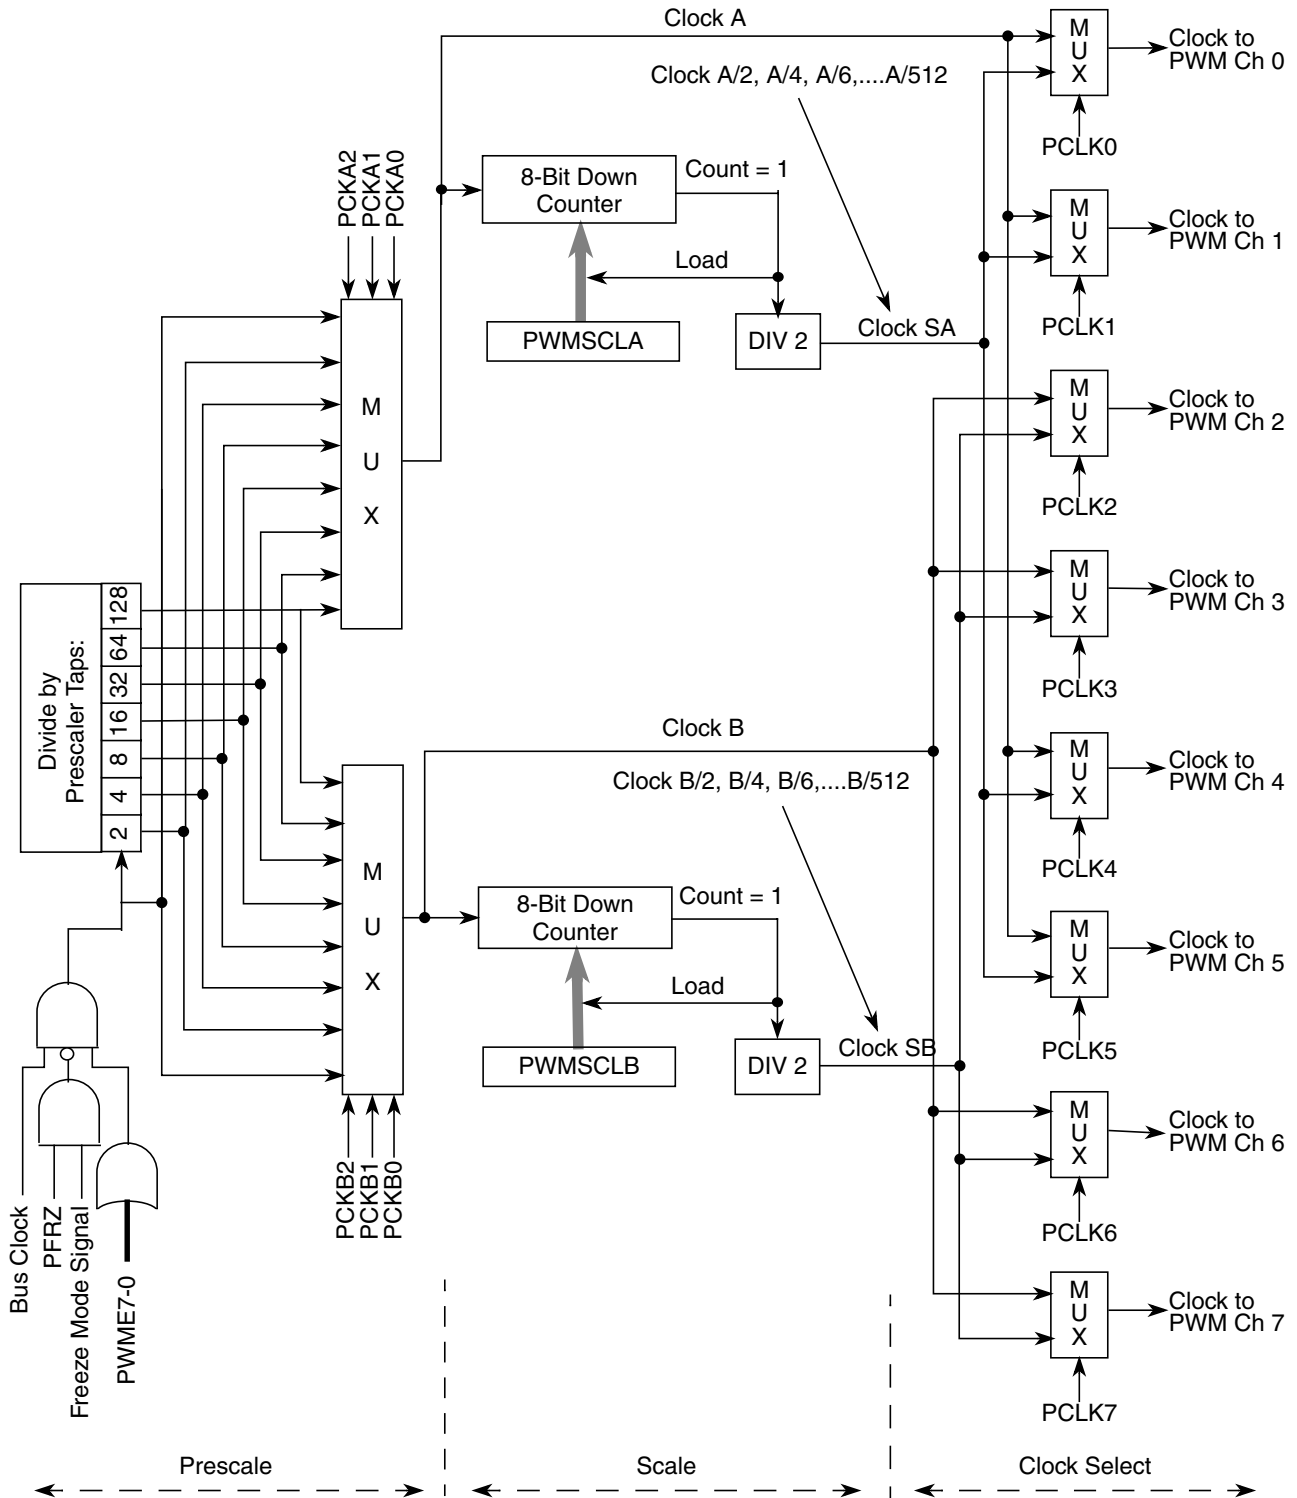 Clock A
Clock A/2, A/4, A/6,....A/512
M
U
X
Clock to
PWM Ch 0
PCLK0
PCKA2
PCKA1
PCKA0
8-Bit Down
Counter
Count = 1
Load
PWMSCLA
DIV 2
Clock SA
M
U
X
Clock to
PWM Ch 1
PCLK1
M
U
X
M
U
X
Clock to
PWM Ch 2
PCLK2
M
U
X
Clock to
PWM Ch 3
PCLK3
Divide by
Prescaler Taps:
128
64
32
16
8
4
2
Clock B
Clock B/2, B/4, B/6,....B/512
M
U
X
Clock to
PWM Ch 4
PCLK4
M
U
X
8-Bit Down
Counter
Count = 1
Load
PWMSCLB
DIV 2
Clock SB
M
U
X
Clock to
PWM Ch 5
PCLK5
PCKB2
PCKB1
PCKB0
M
U
X
Clock to
PWM Ch 6
PCLK6
Bus Clock
PFRZ
Freeze Mode Signal
PWME7-0
M
U
X
Clock to
PWM Ch 7
PCLK7
Prescale
Scale
Clock Select